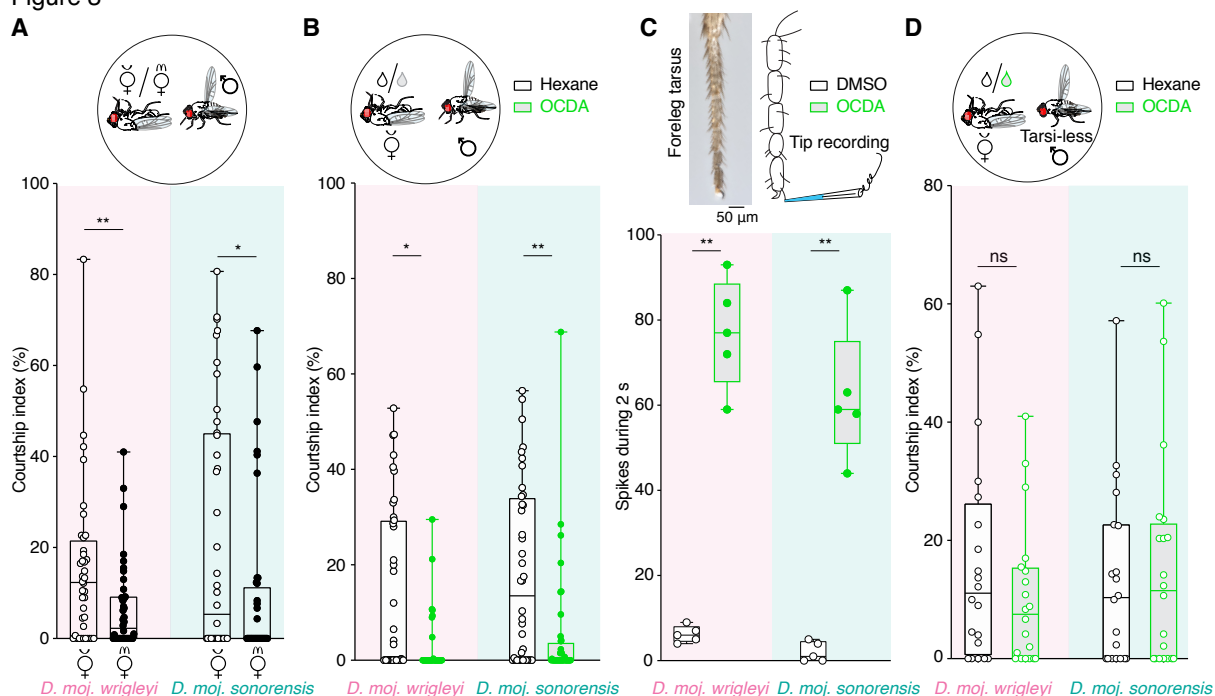 Figure 3
A
B
C
D
Hexane
OCDA
Foreleg tarsus
DMSO
OCDA
Tip recording
50 µm
Hexane
OCDA
Tarsi-less
Courtship index (%)
100
80
60
40
20
0
**
*
D. moj. wrigleyi
D. moj. sonorensis
Courtship index (%)
100
80
60
40
20
0
*
**
D. moj. wrigleyi
D. moj. sonorensis
Spikes during 2 s
100
80
60
40
20
0
**
**
D. moj. wrigleyi
D. moj. sonorensis
Courtship index (%)
80
60
40
20
0
ns
ns
D. moj. wrigleyi
D. moj. sonorensis